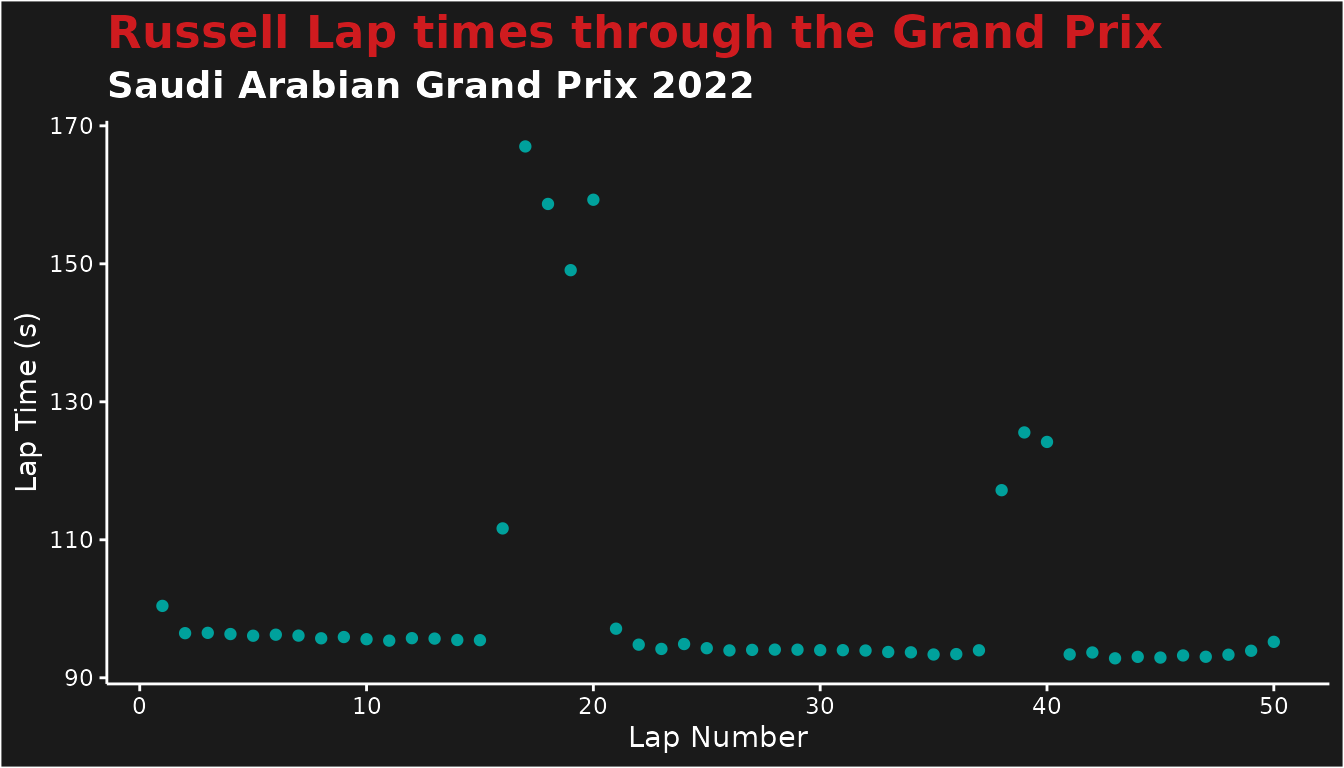 Russell Lap times through the Grand Prix
Saudi Arabian Grand Prix 2022
170
150
130
110
90
Lap Time (s)
0 10 20 30 40 50
Lap Number